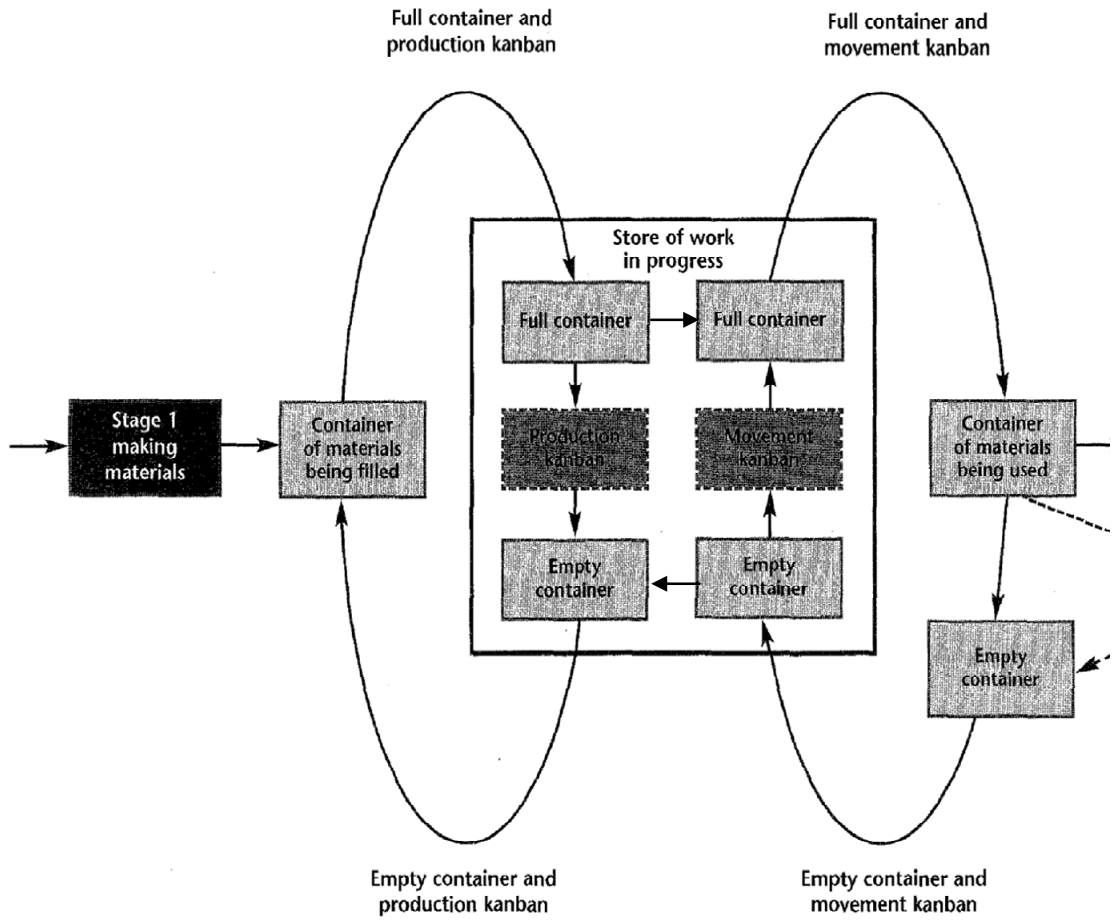 Full container and
production kanban
Full container and
movement kanban
Store of work
in progress
Full container
Full container
Stage 1
making
materials
Container
of materials
being filled
Production
kanban
Movement
kanban
Container
of materials
being used
Empty
container
Empty
container
Empty
container
Empty container and
production kanban
Empty container and
movement kanban